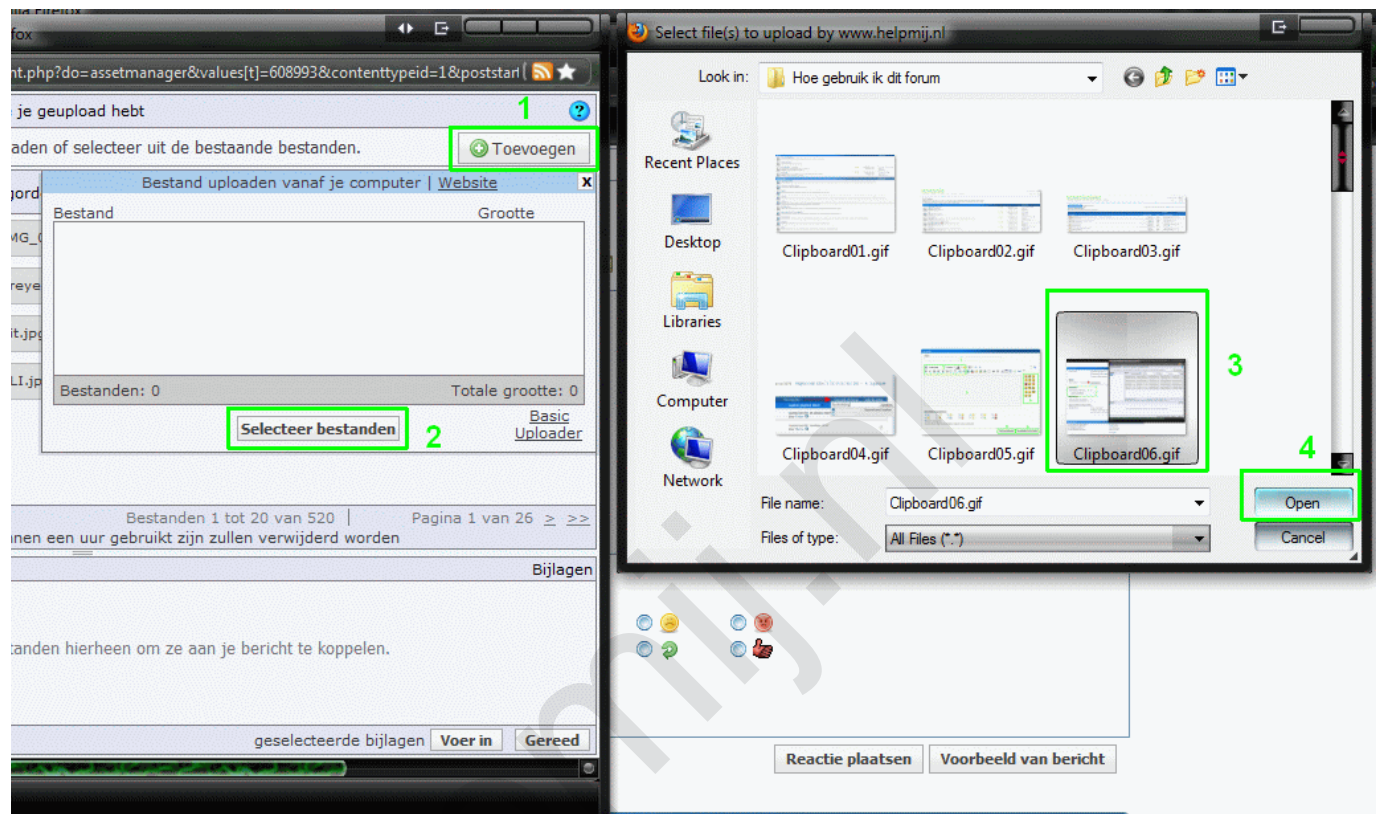 fox
nt.php?do=assetmanager&values[t]=608993&contenttypeid=1&poststart(
je geupload hebt
1
aden of selecteer uit de bestaande bestanden.
Toevoegen
Bestand uploaden vanaf je computer | Website
x
Bestand
Grootte
MG_0
reye
it.jpg
LI.jp
Bestanden: 0
Totale grootte: 0
Selecteer bestanden
2
Basic
Uploader
Bestanden 1 tot 20 van 520 |
Pagina 1 van 26 > >>
nnen een uur gebruikt zijn zullen verwijderd worden
Bijlagen
tanden hierheen om ze aan je bericht te koppelen.
geselecteerde bijlagen
Voer in
Gereed
Select file(s) to upload by www.helpmij.nl
Look in:
Hoe gebruik ik dit forum
Recent Places
Desktop
Libraries
Computer
Network
Clipboard01.gif
Clipboard02.gif
Clipboard03.gif
Clipboard04.gif
Clipboard05.gif
Clipboard06.gif
3
4
File name:
Clipboard06.gif
Open
Files of type:
All Files (*.*)
Cancel
Reactie plaatsen
Voorbeeld van bericht
mij.nl